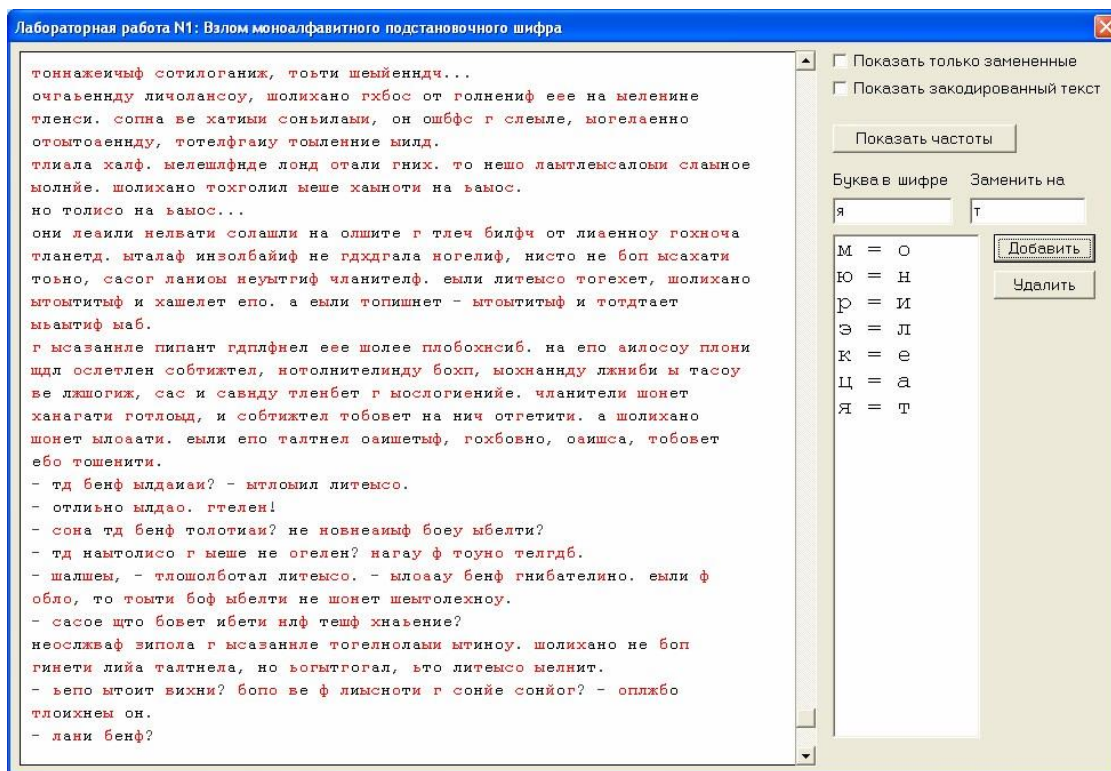 Лабораторная работа N1: Взлом моноалфавитного подстановочного шифра
тоннажеичыф сотилоганиж, тоьти шеыйенндч...
очгаьеннду личолансоу, шолихано гхбос от голнениф еее на ыеленине
тленси. сопна ве хатиыи соньилаыи, он ошбфс г слеыле, ыогелаенно
отоытоаеннду, тотелфгаиу тоыленние ыилд.
тлиала халф. ыелешлфнде лонд отали гних. то нешо лаытлеысалоыи слаыное
ыолнйе. шолихано тохголил ыеше хаыноти на ьаыос.
но толисо на ьаыос...
они леаили нелвати солашли на олшите г тлеч билфч от лиаенноу гохноча
тланетд. ыталаф инзолбайиф не гдхдгала ногелиф, нисто не боп ысахати
тоьно, сасог ланиоы неуытгиф чланителф. еыли литеысо тогехет, шолихано
ытоытитыф и хашелет епо. а еыли топишнет - ытоытитыф и тотдтает
ыьаытиф ыаб.
г ысазаннле пипант гдплфнел еее шолее плобохнсиб. на епо аилосоу плони
щдл ослетлен собтижтел, нотолнителинду бохп, ыохнаннду лжниби ы тасоу
ве лжшогиж, сас и савнду тленбет г ыослогиенийе. чланители шонет
ханагати готлоыд, и собтижтел тобовет на нич отгетити. а шолихано
шонет ылоаати. еыли епо талтнел оаишетыф, гохбовно, оаишса, тобовет
ебо тошенити.
- тд бенф ылдаиаи? - ытлоыил литеысо.
- отлиьно ылдао. гтелен!
- сона тд бенф толотиаи? не новнеаиыф боеу ыбелти?
- тд наытолисо г ыеше не огелен? нагау ф тоуно телгдб.
- шалшеы, - тлошолботал литеысо. - ылоаау бенф гнибателино. еыли ф
обло, то тоыти боф ыбелти не шонет шеытолехноу.
- сасое што бовет ибети нлф тешф хнаьение?
неослжваф зипола г ысазаннле тогелнолаыи ытиноу. шолихано не боп
гинети лийа талтнела, но ьогытгогал, ьто литеысо ыелнит.
- ьепо ытоит вихни? бопо ве ф лиысноти г сонйе сонйог? - оплжбо
тлоихнеы он.
- лани бенф?
Показать только замененные
Показать закодированный текст
Показать частоты
Буква в шифре Заменить на
я т
м = о
ю = н
р = и
э = л
к = е
ц = а
я = т
Добавить
Удалить